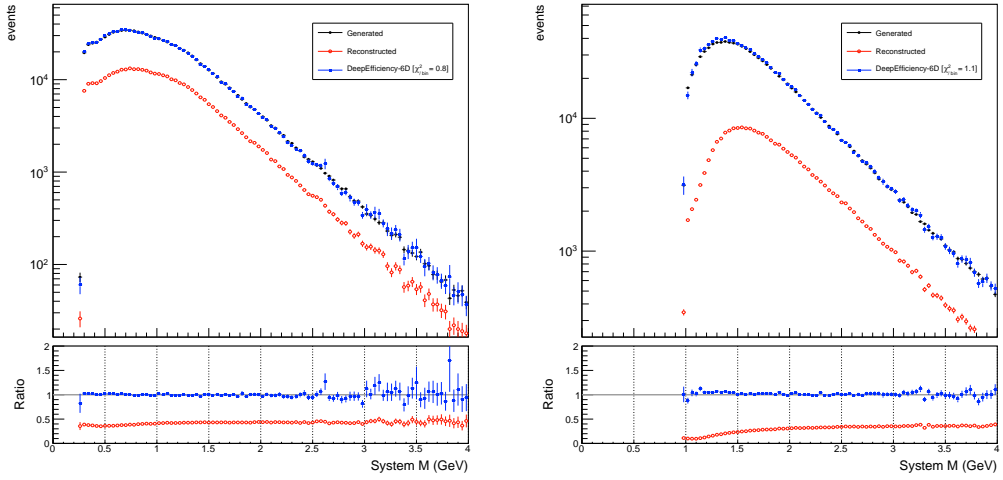 events
10⁴
10³
10²
Generated
Reconstructed
DeepEfficiency-6D [χ²/bin = 0.8]
Ratio
2
1.5
1
0.5
0
0.5
1
1.5
2
2.5
3
3.5
4
System M (GeV)
events
10⁴
10³
Generated
Reconstructed
DeepEfficiency-6D [χ²/bin = 1.1]
Ratio
2
1.5
1
0.5
0
0
0.5
1
1.5
2
2.5
3
3.5
4
System M (GeV)